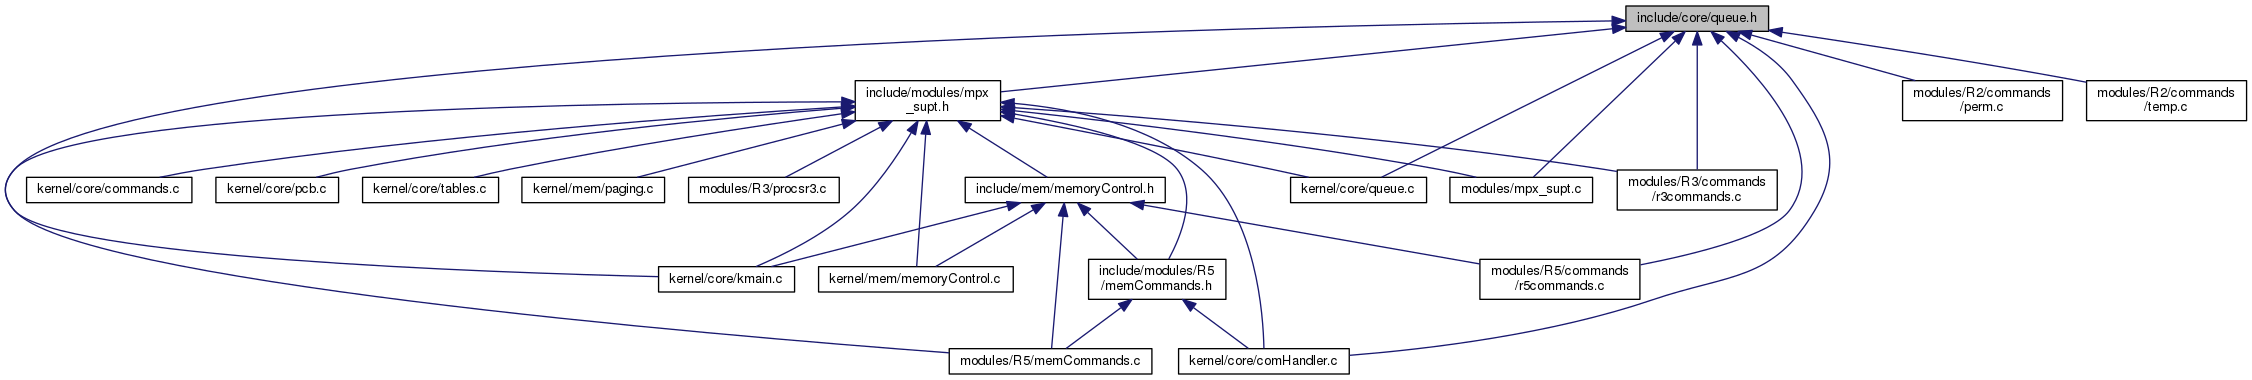 include/core/queue.h
include/modules/mpx
_supt.h
modules/R2/commands
/perm.c
modules/R2/commands
/temp.c
kernel/core/commands.c
kernel/core/pcb.c
kernel/core/tables.c
kernel/mem/paging.c
modules/R3/procsr3.c
include/mem/memoryControl.h
kernel/core/queue.c
modules/mpx_supt.c
modules/R3/commands
/r3commands.c
kernel/core/kmain.c
kernel/mem/memoryControl.c
include/modules/R5
/memCommands.h
modules/R5/commands
/r5commands.c
modules/R5/memCommands.c
kernel/core/comHandler.c